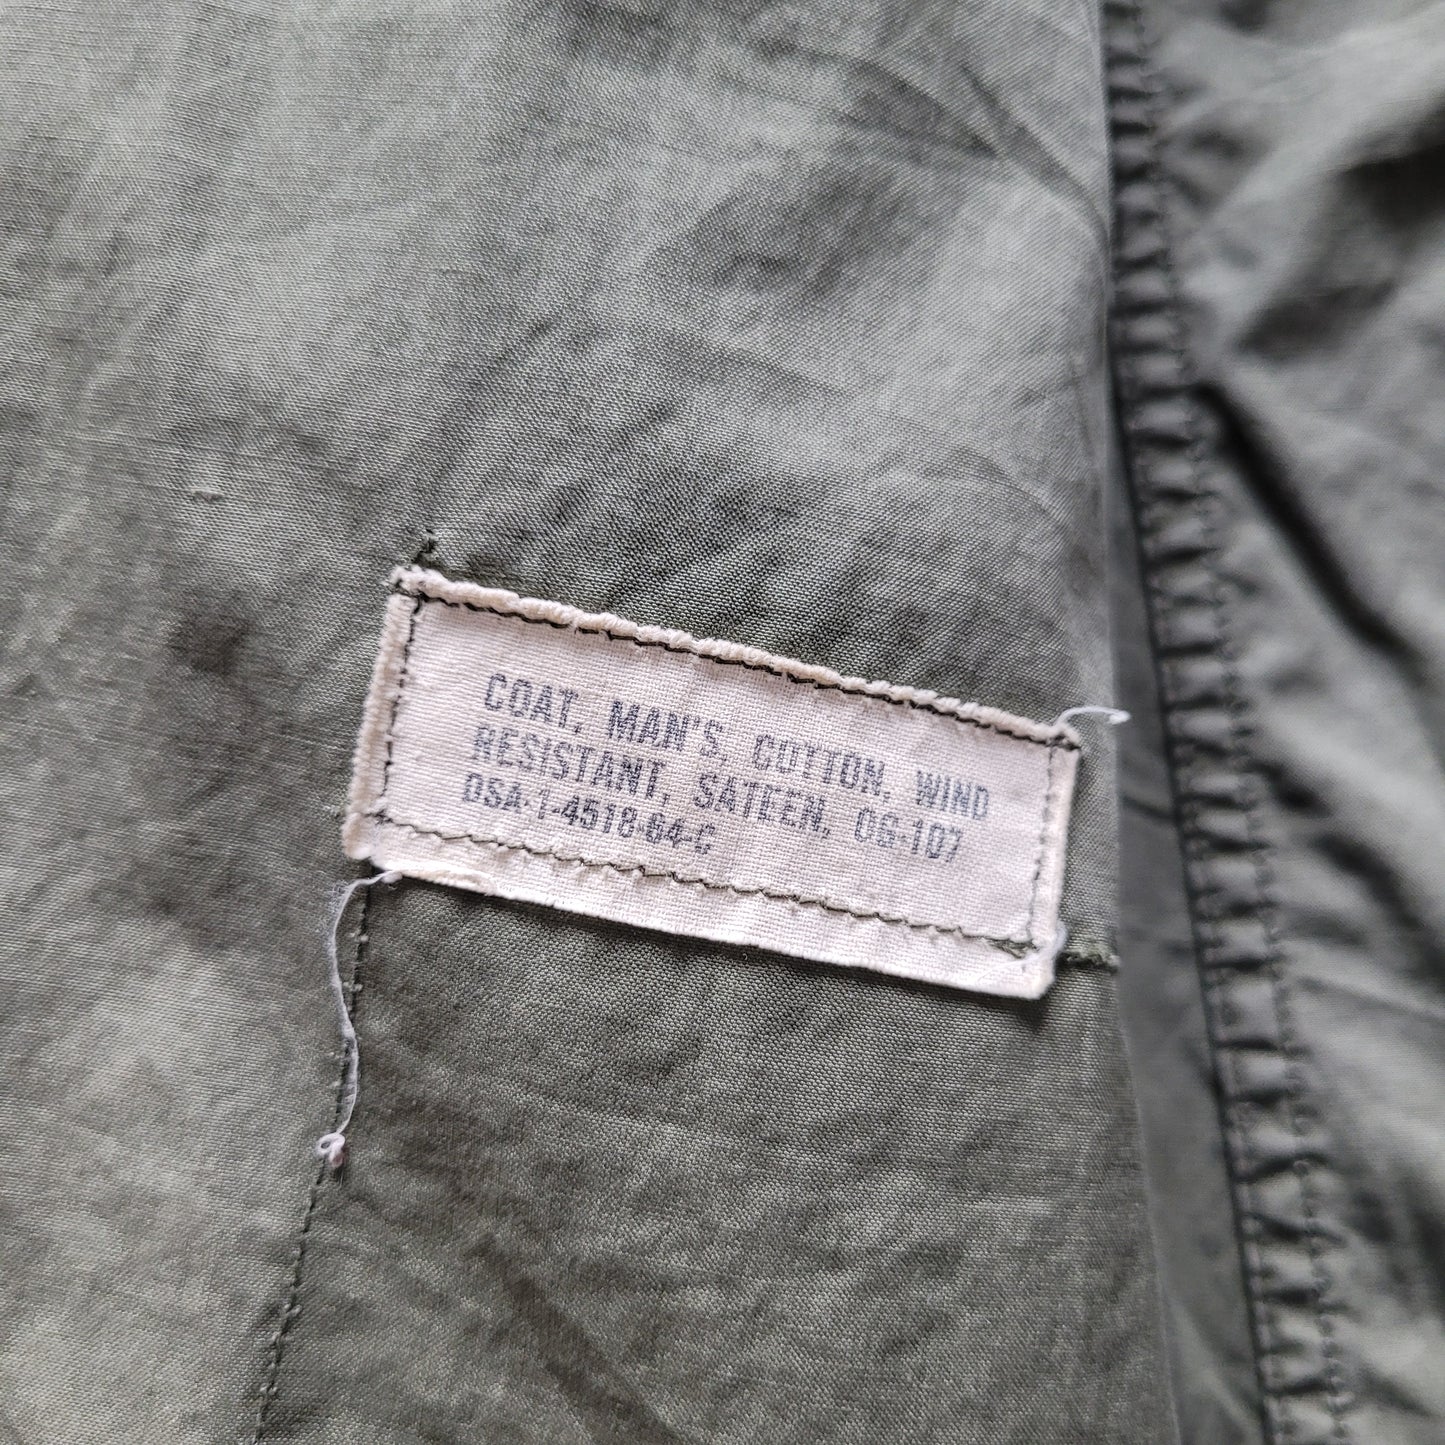 COAT, MAN'S, COTTON, WIND
RESISTANT, SATEEN, OG-107
DSA-1-4518-64-C